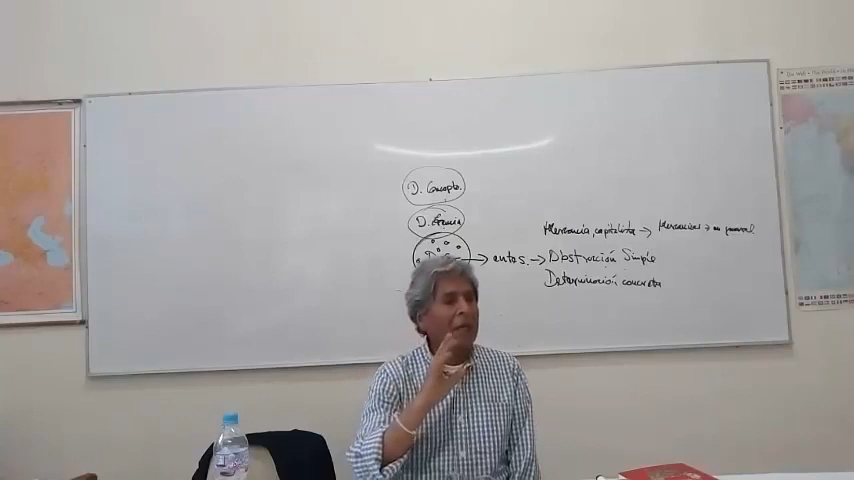 D. Concepto.
D. Esencia
Mercancía capitalista → Mercancías → en general
D. S → entes. → Abstracción Simple
Determinación concreta